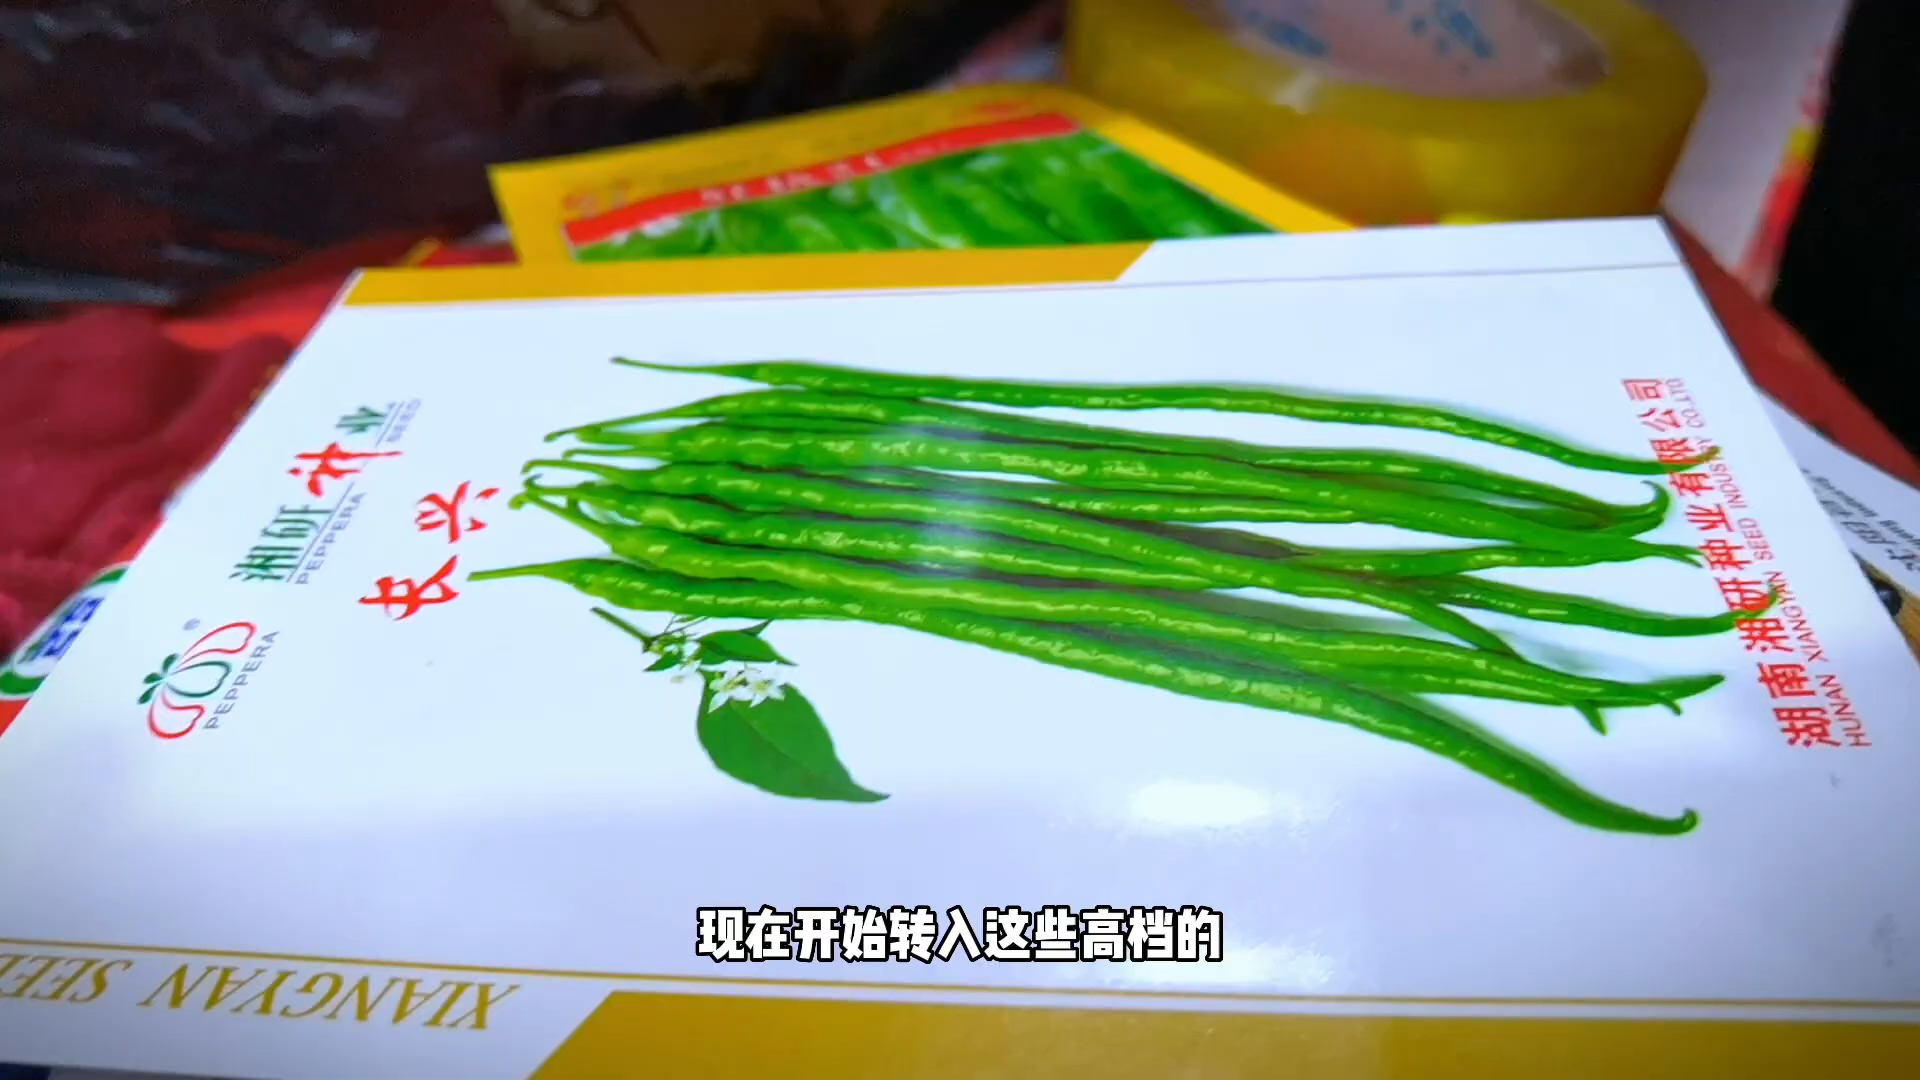 湘研种业
PEPPERA SEED
长兴
®
PEPPERA
湖南湘研种业有限公司
HUNAN XIANGYAN SEED INDUSTRY CO.,LTD
XIANGYAN SEED
现在开始转入这些高档的